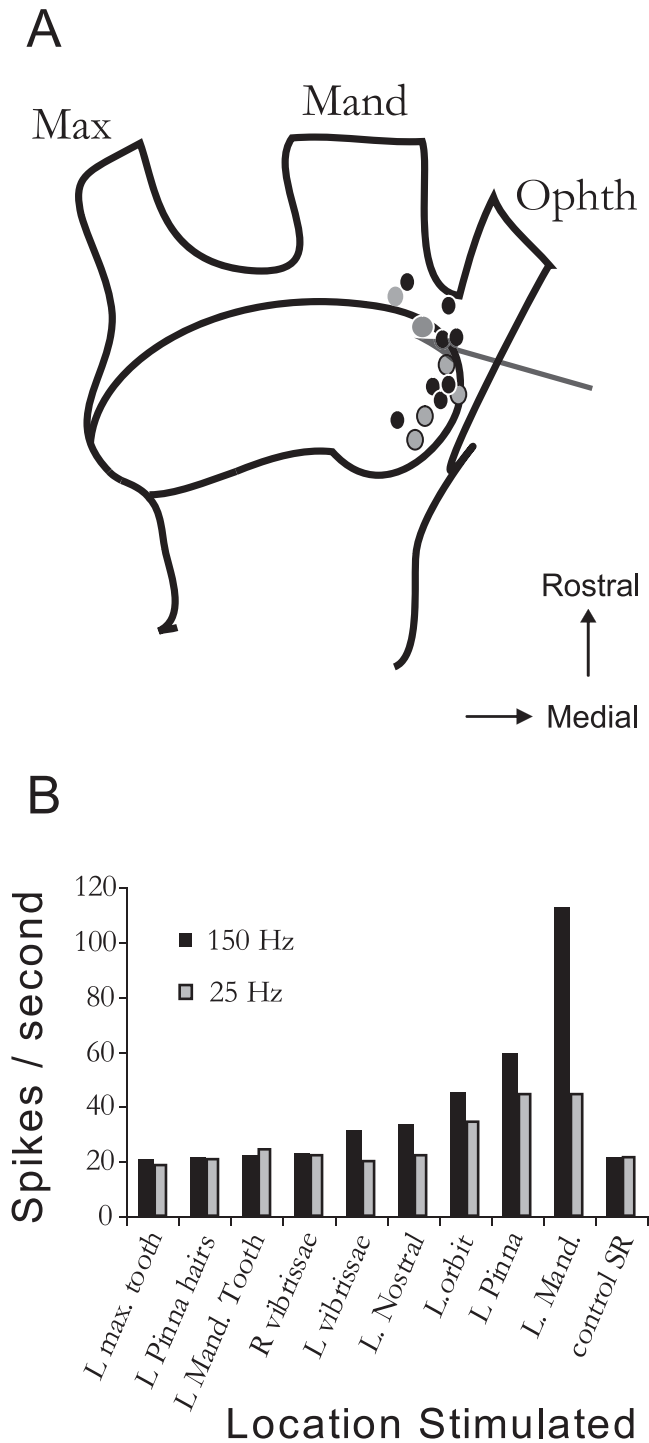 A
Max
Mand
Ophth
Rostral
Medial
B
Spikes / second
120
100
80
60
40
20
0
150 Hz
25 Hz
L max. tooth
L Pinna hairs
L Mand. Tooth
R vibrissae
L vibrissae
L. Nostral
L.orbit
L Pinna
L. Mand.
control SR
Location Stimulated